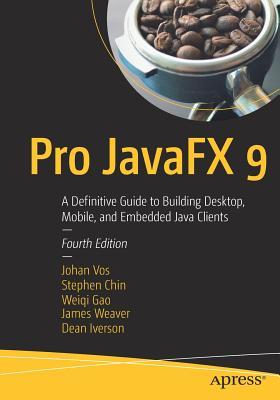 Pro JavaFX 9
A Definitive Guide to Building Desktop,
Mobile, and Embedded Java Clients
—
Fourth Edition
—
Johan Vos
Stephen Chin
Weiqi Gao
James Weaver
Dean Iverson
Apress®